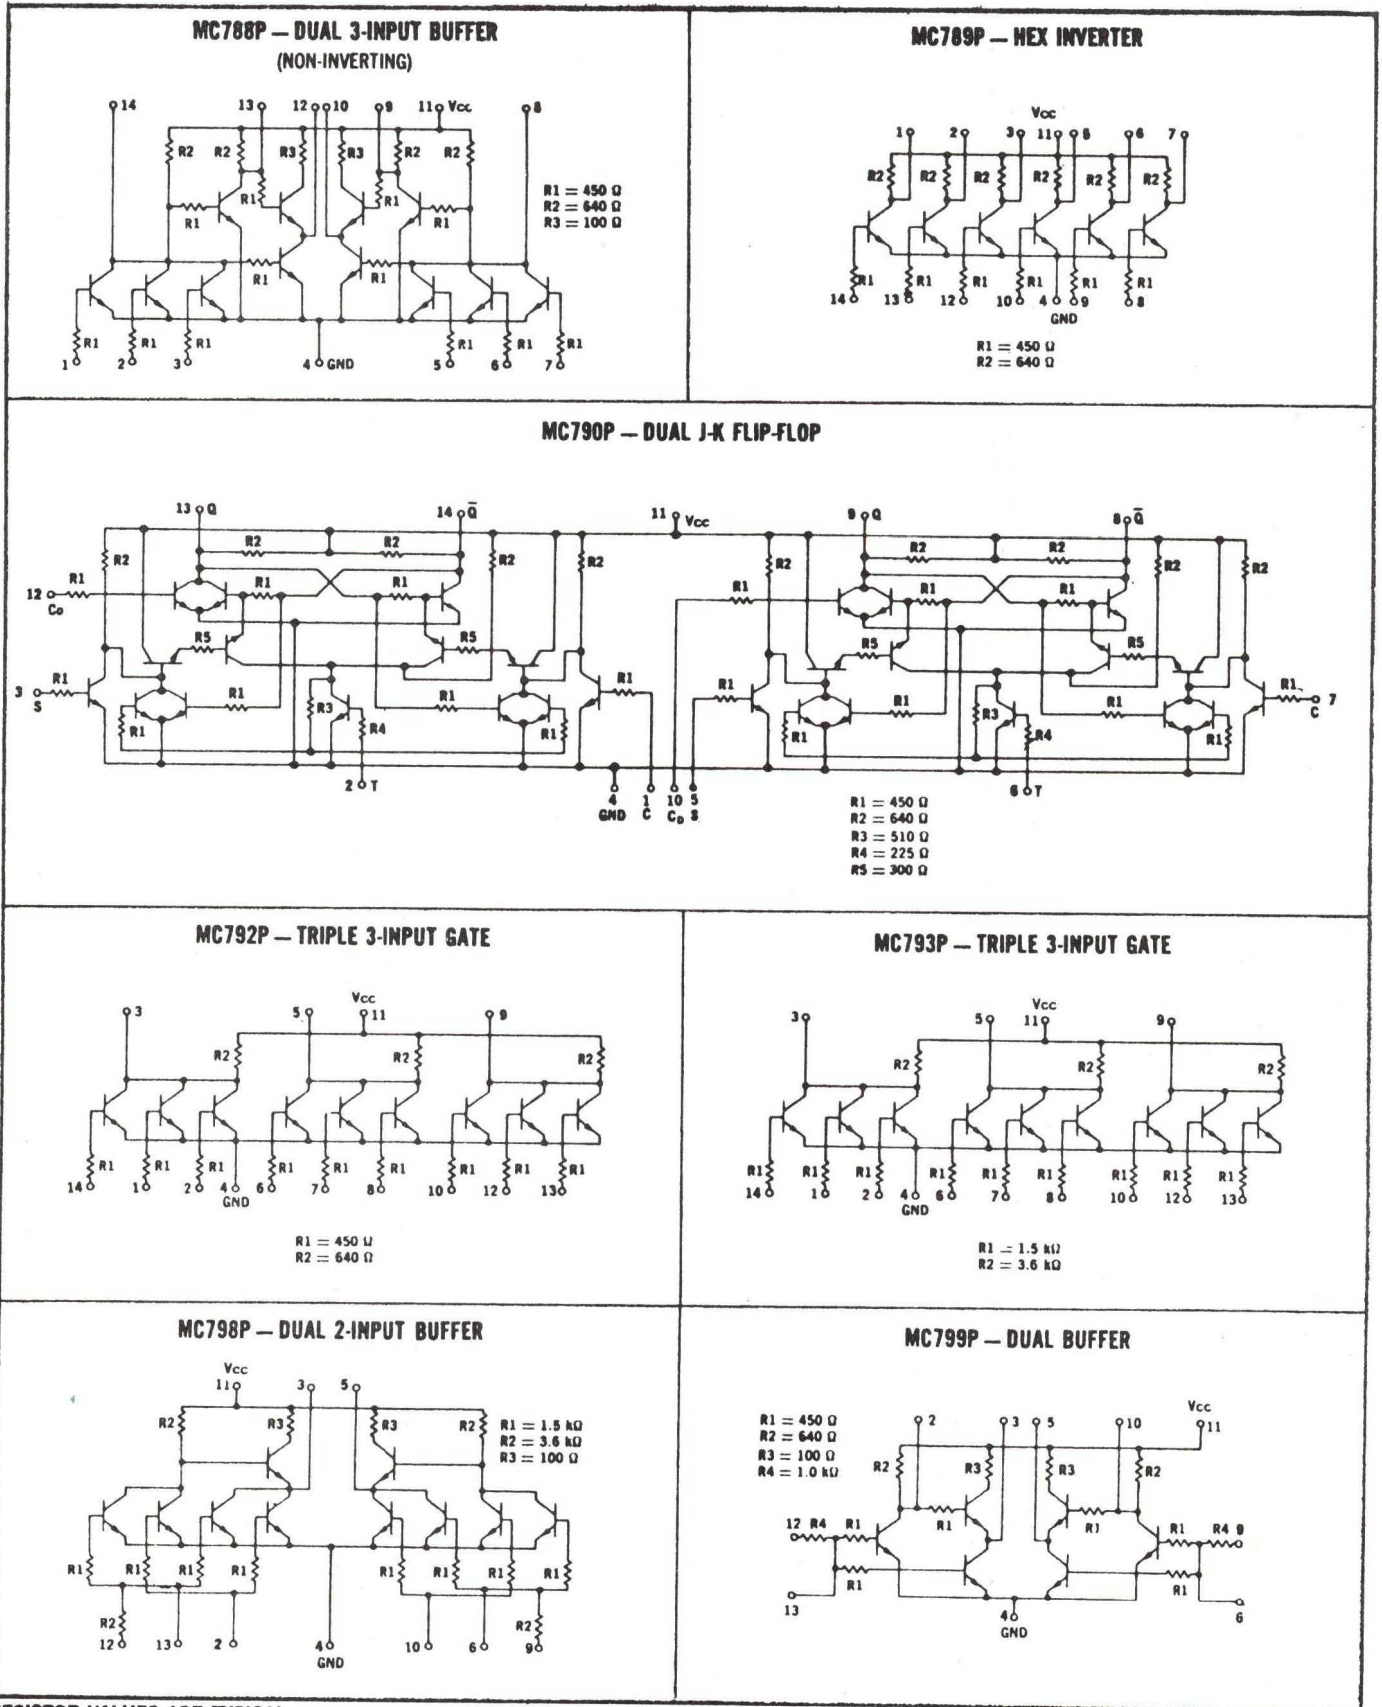 MC788P — DUAL 3-INPUT BUFFER
(NON-INVERTING)
14 13 12 10 9 11 Vcc 8
R2 R2 R3 R3 R2 R2
R1 R1
R1 R1
R1 R1
R1 = 450 Ω
R2 = 640 Ω
R3 = 100 Ω
R1 R1 R1 R1 R1 R1
1 2 3 4 GND 5 6 7
MC789P — HEX INVERTER
Vcc
1 2 3 11 5 6 7
R2 R2 R2 R2 R2 R2
R1 R1 R1 R1 R1 R1
14 13 12 10 4 9 8
GND
R1 = 450 Ω
R2 = 640 Ω
MC790P — DUAL J-K FLIP-FLOP
13 Q 14 Q̄ 11 Vcc 9 Q 8 Q̄
R2 R2 R2 R2
R2 R2 R2 R2 R2 R2
R1 R1 R1 R1 R1 R1
12
CD
R5 R5 R5 R5
3 R1 R1 R1 R1 R1 R1 R1 R1 7
S C
R1 R3 R4 R1 R1 R3 R4 R1
2 T 6 T
4 1 10 5
GND C CD S
R1 = 450 Ω
R2 = 640 Ω
R3 = 510 Ω
R4 = 225 Ω
R5 = 300 Ω
MC792P — TRIPLE 3-INPUT GATE
Vcc
3 5 11 9
R2 R2 R2
R1 R1 R1 R1 R1 R1 R1 R1 R1
14 1 2 4 6 7 8 10 12 13
GND
R1 = 450 Ω
R2 = 640 Ω
MC793P — TRIPLE 3-INPUT GATE
Vcc
3 5 11 9
R2 R2 R2
R1 R1 R1 R1 R1 R1 R1 R1 R1
14 1 2 4 6 7 8 10 12 13
GND
R1 = 1.5 kΩ
R2 = 3.6 kΩ
MC798P — DUAL 2-INPUT BUFFER
Vcc
11 3 5
R2 R3 R3 R2
R1 = 1.5 kΩ
R2 = 3.6 kΩ
R3 = 100 Ω
R1 R1 R1 R1 R1 R1 R1 R1
R2 R2
12 13 2 4 10 6 9
GND
MC799P — DUAL BUFFER
R1 = 450 Ω
R2 = 640 Ω
R3 = 100 Ω
R4 = 1.0 kΩ
Vcc
2 3 5 10 11
R2 R3 R3 R2
R1 R1
12 R4 R1 R1 R4 9
R1 R1
13 4 6
GND